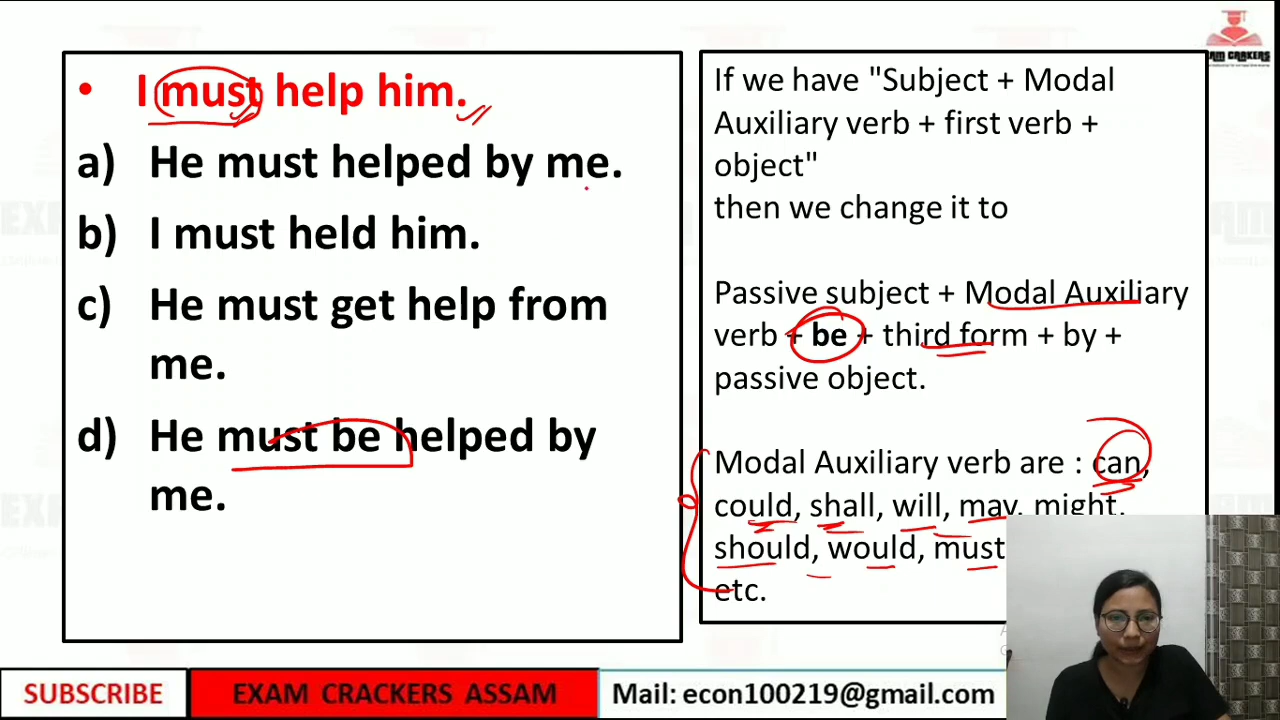 • I must help him.
a) He must helped by me.
b) I must held him.
c) He must get help from
me.
d) He must be helped by
me.
If we have "Subject + Modal
Auxiliary verb + first verb +
object"
then we change it to
Passive subject + Modal Auxiliary
verb + be + third form + by +
passive object.
Modal Auxiliary verb are : can,
could, shall, will, may, might,
should, would, must
etc.
SUBSCRIBE
EXAM CRACKERS ASSAM
Mail: econ100219@gmail.com